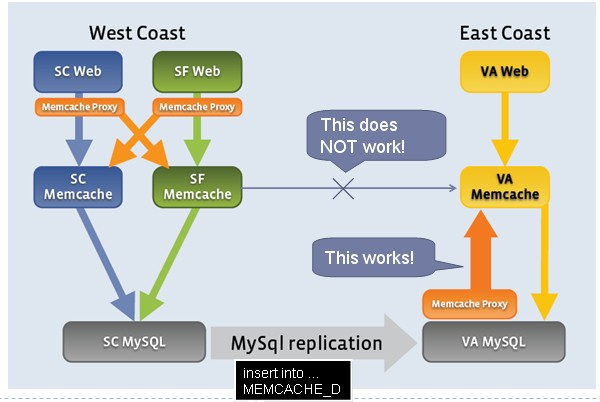 West Coast
East Coast
SC Web
SF Web
VA Web
Memcache Proxy
Memcache Proxy
This does
NOT work!
SC
Memcache
SF
Memcache
VA
Memcache
This works!
Memcache Proxy
SC MySQL
MySql replication
VA MySQL
insert into ...
MEMCACHE_D